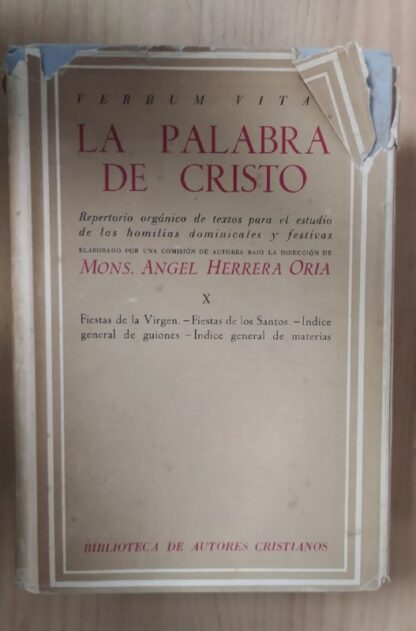 VERBUM VITA
LA PALABRA
DE CRISTO
Repertorio orgánico de textos para el estudio
de las homilías dominicales y festivas
ELABORADO POR UNA COMISIÓN DE AUTORES BAJO LA DIRECCIÓN DE
MONS. ANGEL HERRERA ORIA
X
Fiestas de la Virgen. – Fiestas de los Santos. – Indice
general de guiones – Indice general de materias
BIBLIOTECA DE AUTORES CRISTIANOS